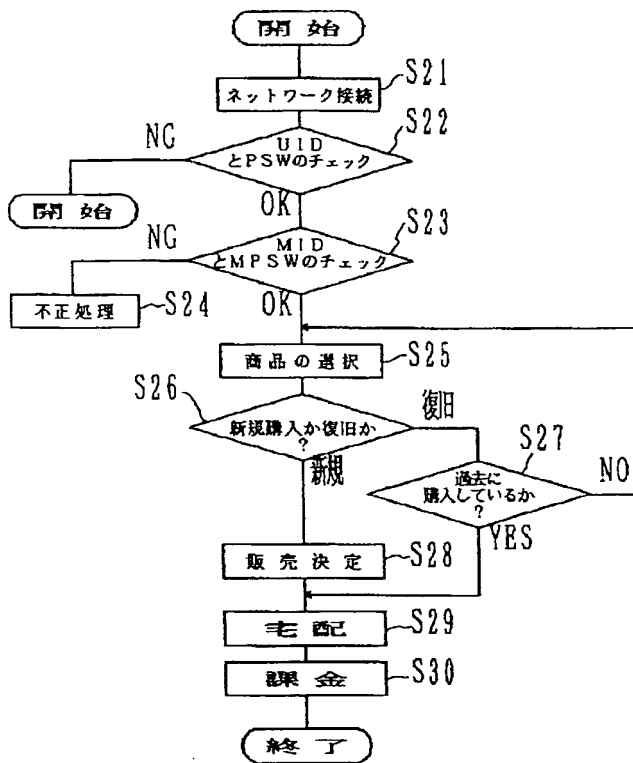 開始
S21
ネットワーク接続
S22
NG
UID
とPSWのチェック
開始
OK
S23
NG
MID
とMPSWのチェック
不正処理
S24
OK
商品の選択
S25
S26
復旧
新規購入か復旧か
?
S27
新規
過去に
購入しているか
?
NO
YES
販売決定
S28
宅配
S29
課金
S30
終了